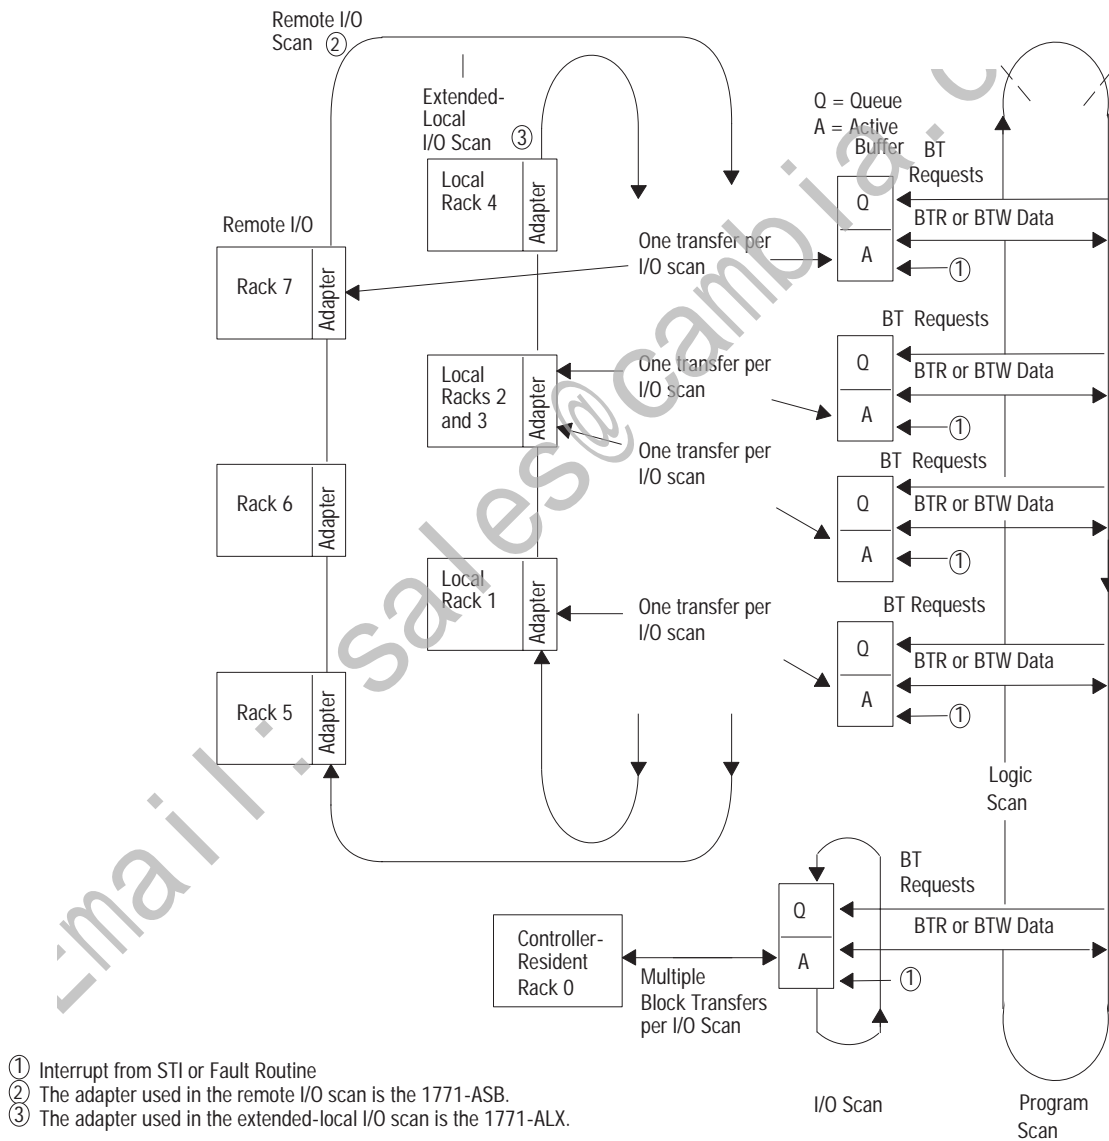 Remote I/O
Scan ②
Extended-
Local
I/O Scan ③
Q = Queue
A = Active
Buffer
BT
Requests
Local
Rack 4
Adapter
Q
BTR or BTW Data
A
①
Remote I/O
Rack 7
Adapter
One transfer per
I/O scan
BT Requests
Local
Racks 2
and 3
Adapter
One transfer per
I/O scan
Q
BTR or BTW Data
A
①
One transfer per
I/O scan
BT Requests
Rack 6
Adapter
Q
BTR or BTW Data
A
①
Local
Rack 1
Adapter
One transfer per
I/O scan
BT Requests
Q
BTR or BTW Data
A
①
Rack 5
Adapter
Logic
Scan
BT
Requests
Controller-
Resident
Rack 0
Multiple
Block Transfers
per I/O Scan
Q
BTR or BTW Data
A
①
I/O Scan
Program
Scan
① Interrupt from STI or Fault Routine
② The adapter used in the remote I/O scan is the 1771-ASB.
③ The adapter used in the extended-local I/O scan is the 1771-ALX.
Email: sales@cambia.c